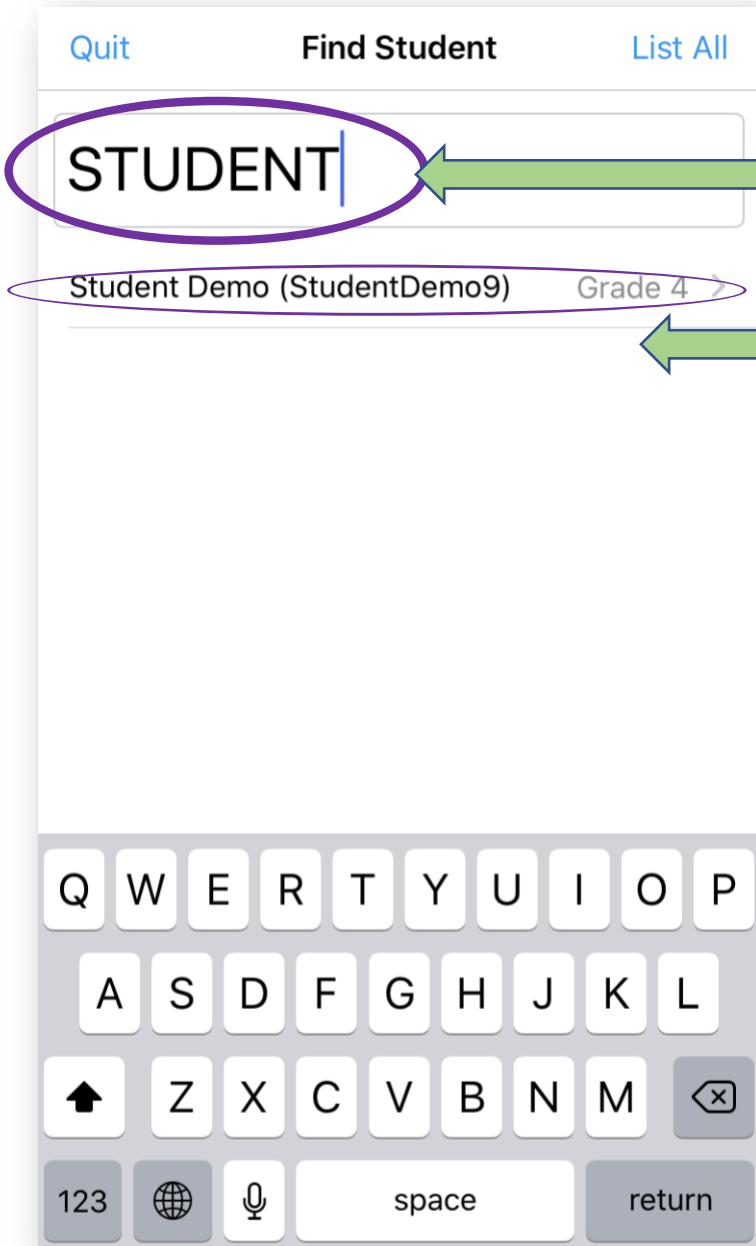 Quit Find Student List All
STUDENT
Student Demo (StudentDemo9) Grade 4
Q W E R T Y U I O P
A S D F G H J K L
Z X C V B N M
123 space return